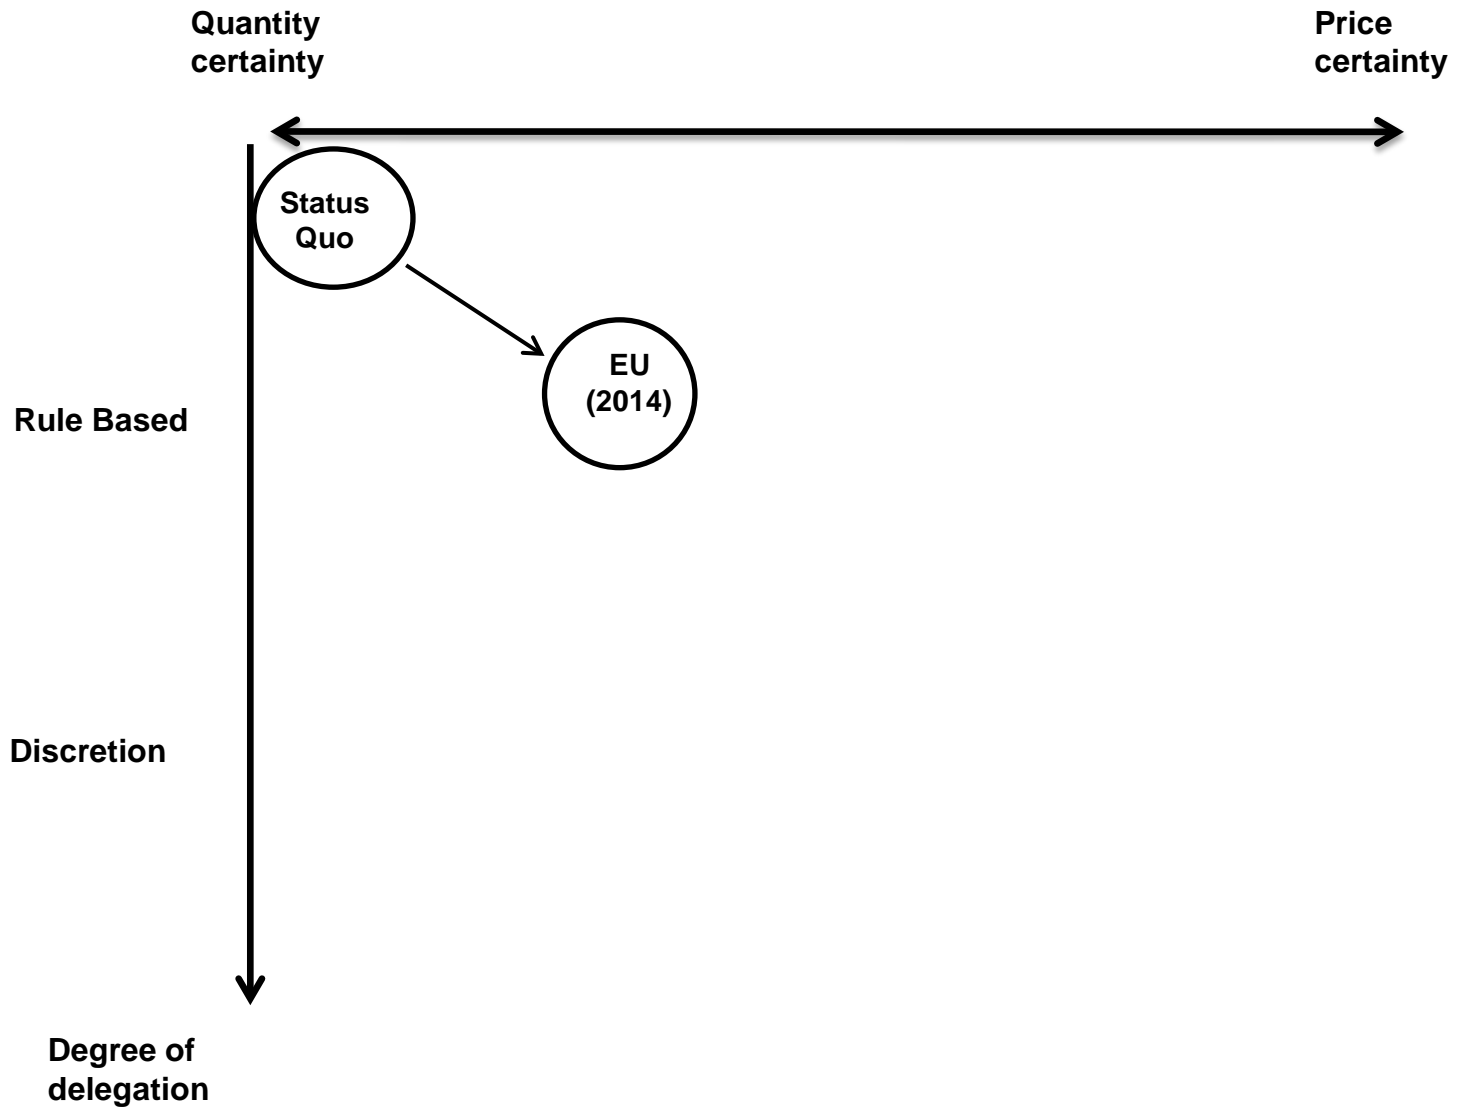 Quantity
certainty
Price
certainty
Status
Quo
EU
(2014)
Rule Based
Discretion
Degree of
delegation